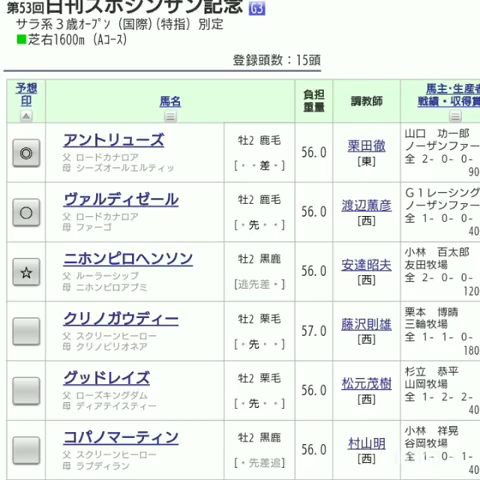 第53回日刊スポシンザン記念 G3
サラ系３歳ｵｰﾌﾟﾝ (国際)(特指) 別定
■芝右1600m (Aｺｰｽ)
登録頭数：15頭
予想印 馬名 負担重量 調教師 馬主･生産者 戦績・収得賞
◎ アントリューズ 牡2 鹿毛 56.0 栗田徹 山口　功一郎
父 ロードカナロア [東] ノーザンファー
母 シーズオールエルティッ [・・差・] 全 2- 0- 0-
90
○ ヴァルディゼール 牡2 鹿毛 56.0 渡辺薫彦 Ｇ１レーシング
父 ロードカナロア [西] ノーザンファー
母 ファーゴ [・先・・] 全 1- 0- 0-
40
☆ ニホンピロヘンソン 牡2 黒鹿 56.0 安達昭夫 小林　百太郎
父 ルーラーシップ [西] 友田牧場
母 ニホンピロアプミ [逃先差・] 全 2- 0- 0-
120
クリノガウディー 牡2 栗毛 57.0 藤沢則雄 栗本　博晴
父 スクリーンヒーロー [西] 三輪牧場
母 クリノビリオネア [・先・・] 全 1- 1- 0-
180
グッドレイズ 牡2 栗毛 56.0 松元茂樹 杉立　恭平
父 ローズキングダム [西] 山岡牧場
母 ディアテイスティー [・先・・] 全 1- 2- 2-
40
コパノマーティン 牡2 黒鹿 56.0 村山明 小林　祥晃
父 スクリーンヒーロー [西] 谷岡牧場
母 ラブディラン [・先差追] 全 1- 0- 1-
40